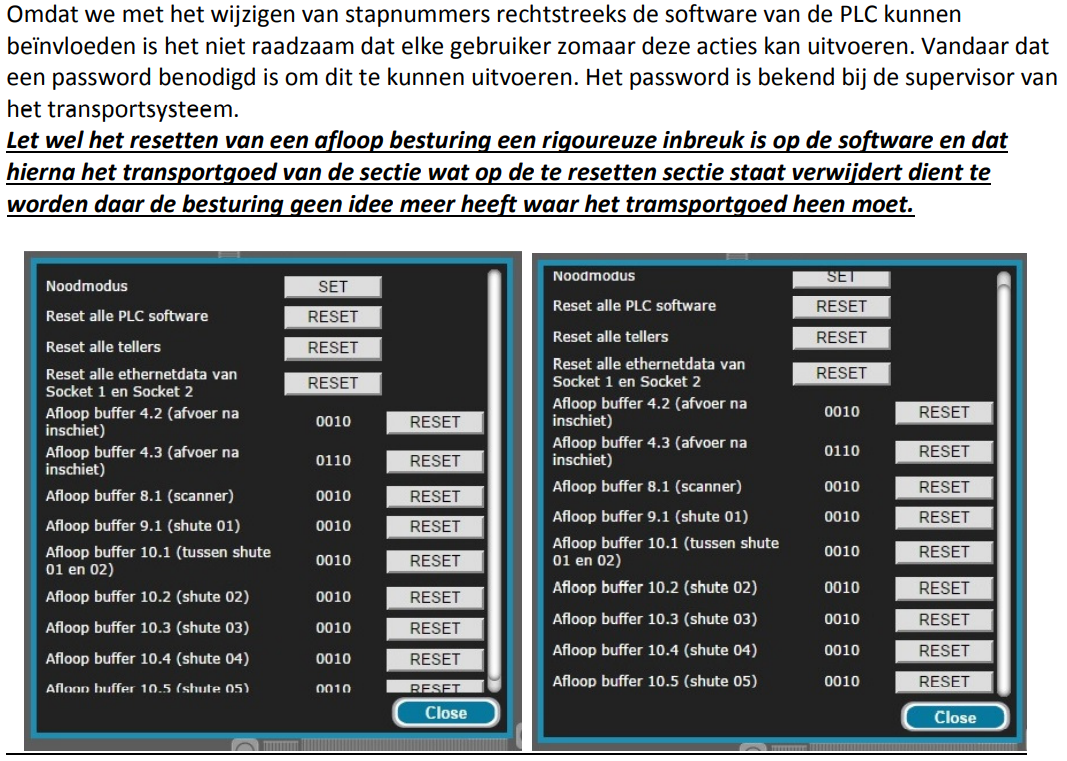 Omdat we met het wijzigen van stapnummers rechtstreeks de software van de PLC kunnen
beïnvloeden is het niet raadzaam dat elke gebruiker zomaar deze acties kan uitvoeren. Vandaar dat
een password benodigd is om dit te kunnen uitvoeren. Het password is bekend bij de supervisor van
het transportsysteem.
Let wel het resetten van een afloop besturing een rigoureuze inbreuk is op de software en dat
hierna het transportgoed van de sectie wat op de te resetten sectie staat verwijdert dient te
worden daar de besturing geen idee meer heeft waar het tramsportgoed heen moet.
Noodmodus SET
Reset alle PLC software RESET
Reset alle tellers RESET
Reset alle ethernetdata van
Socket 1 en Socket 2 RESET
Afloop buffer 4.2 (afvoer na
inschiet) 0010 RESET
Afloop buffer 4.3 (afvoer na
inschiet) 0110 RESET
Afloop buffer 8.1 (scanner) 0010 RESET
Afloop buffer 9.1 (shute 01) 0010 RESET
Afloop buffer 10.1 (tussen shute
01 en 02) 0010 RESET
Afloop buffer 10.2 (shute 02) 0010 RESET
Afloop buffer 10.3 (shute 03) 0010 RESET
Afloop buffer 10.4 (shute 04) 0010 RESET
Afloop buffer 10.5 (shute 05) 0010 RESET
Close
Noodmodus SET
Reset alle PLC software RESET
Reset alle tellers RESET
Reset alle ethernetdata van
Socket 1 en Socket 2 RESET
Afloop buffer 4.2 (afvoer na
inschiet) 0010 RESET
Afloop buffer 4.3 (afvoer na
inschiet) 0110 RESET
Afloop buffer 8.1 (scanner) 0010 RESET
Afloop buffer 9.1 (shute 01) 0010 RESET
Afloop buffer 10.1 (tussen shute
01 en 02) 0010 RESET
Afloop buffer 10.2 (shute 02) 0010 RESET
Afloop buffer 10.3 (shute 03) 0010 RESET
Afloop buffer 10.4 (shute 04) 0010 RESET
Afloop buffer 10.5 (shute 05) 0010 RESET
Close